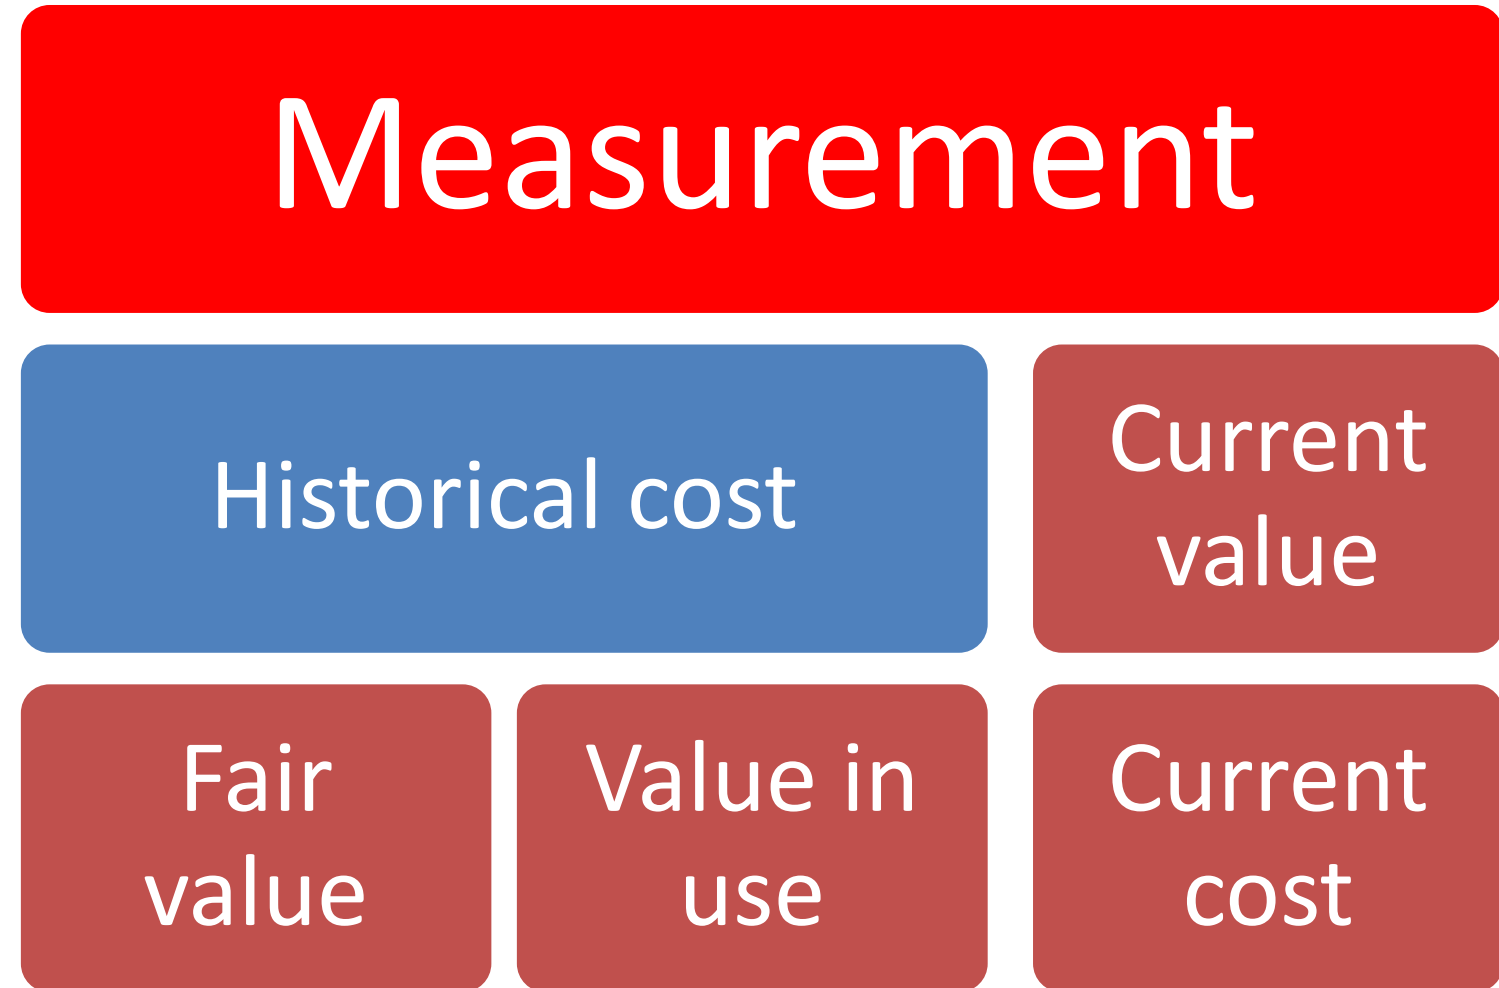 Measurement
Historical cost
Current
value
Fair
value
Value in
use
Current
cost